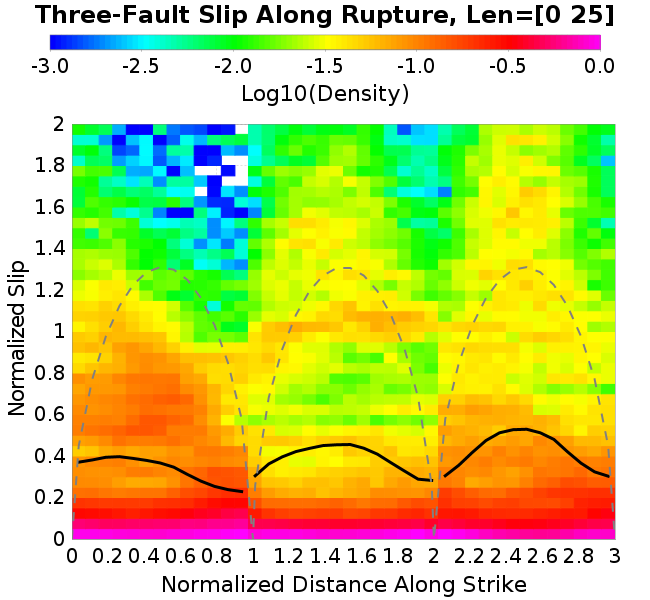 Three-Fault Slip Along Rupture, Len=[0 25]
-3.0 -2.5 -2.0 -1.5 -1.0 -0.5 0.0
Log10(Density)
2
1.8
1.6
1.4
1.2
1
0.8
0.6
0.4
0.2
0
Normalized Slip
0 0.2 0.4 0.6 0.8 1 1.2 1.4 1.6 1.8 2 2.2 2.4 2.6 2.8 3
Normalized Distance Along Strike